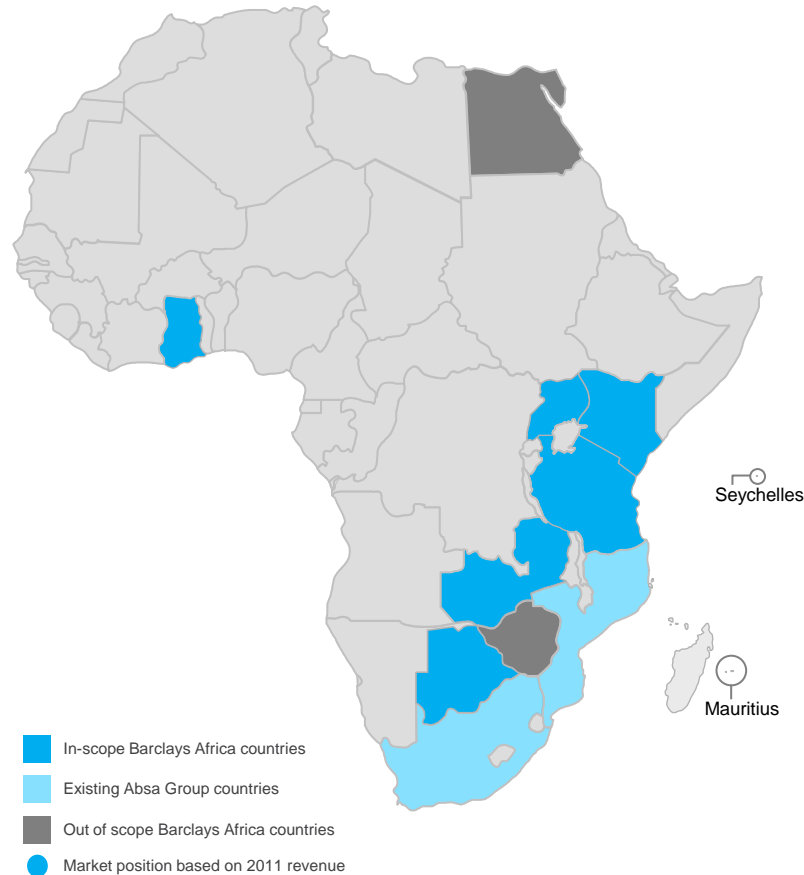 Seychelles
Mauritius
In-scope Barclays Africa countries
Existing Absa Group countries
Out of scope Barclays Africa countries
Market position based on 2011 revenue